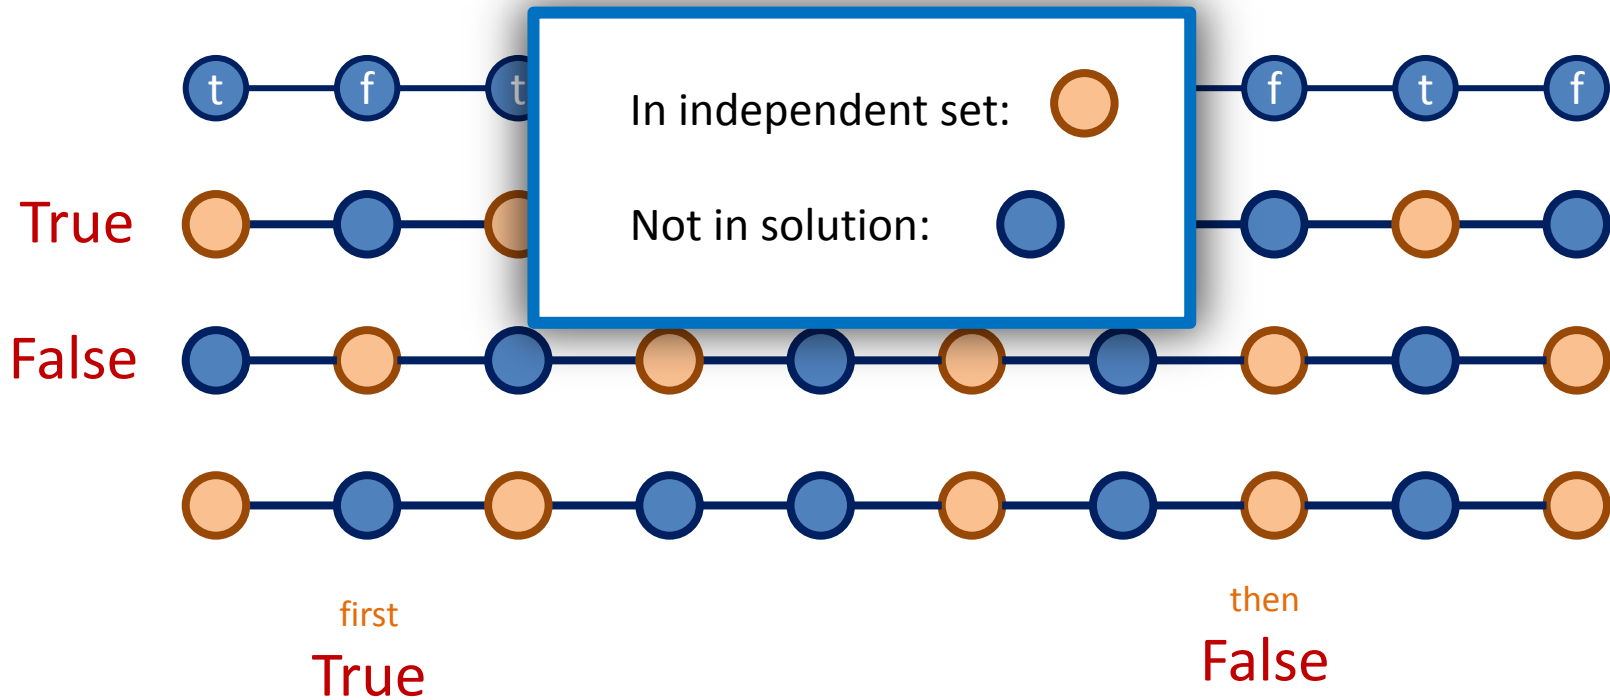 t f t f t f
In independent set:
Not in solution:
True
False
first then
True False